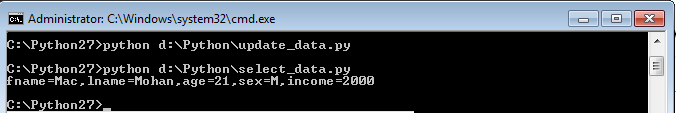 Administrator: C:\Windows\system32\cmd.exe
C:\Python27>python d:\Python\update_data.py
C:\Python27>python d:\Python\select_data.py
fname=Mac,lname=Mohan,age=21,sex=M,income=2000
C:\Python27>_